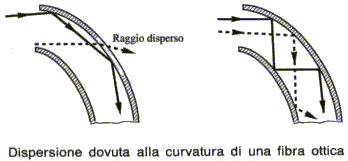 Raggio disperso
Dispersione dovuta alla curvatura di una fibra ottica